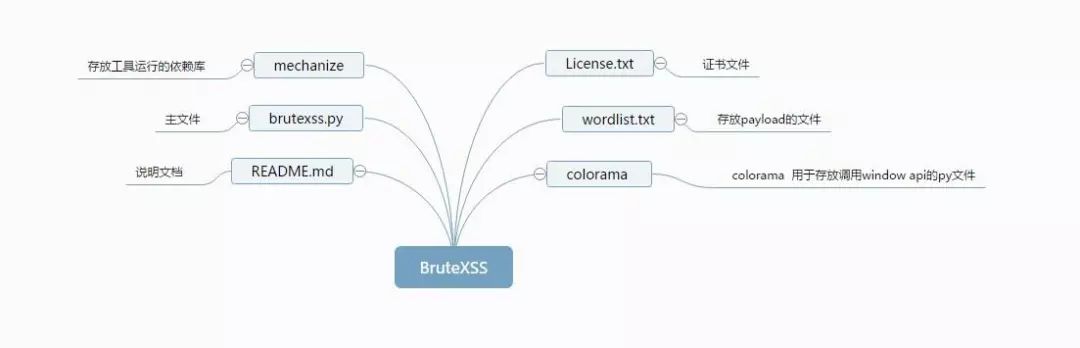 存放工具运行的依赖库
mechanize
主文件
brutexss.py
说明文档
README.md
License.txt
证书文件
wordlist.txt
存放payload的文件
colorama
colorama 用于存放调用window api的py文件
BruteXSS